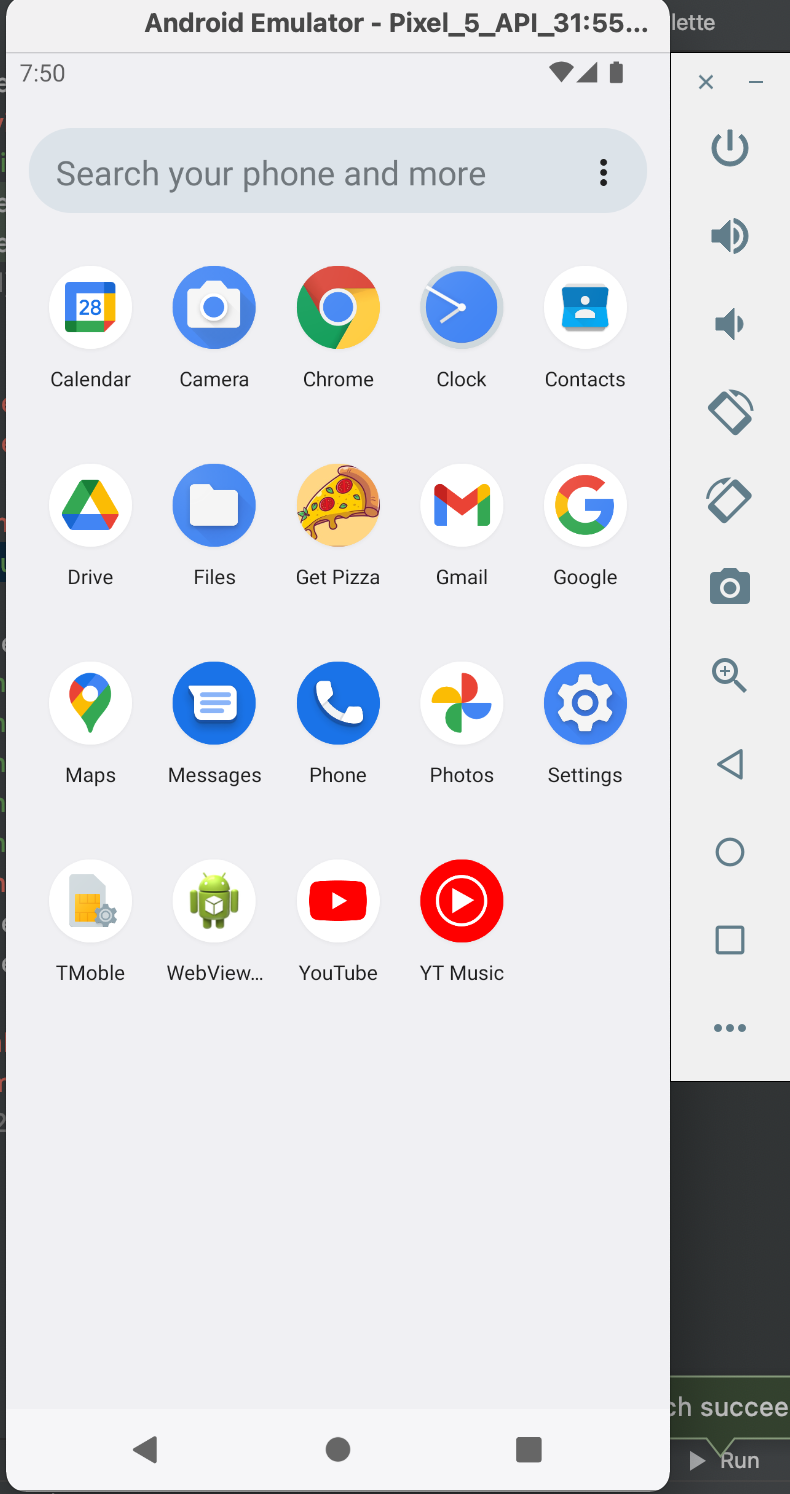 Android Emulator - Pixel_5_API_31:55...
lette
7:50
Search your phone and more
28
Calendar
Camera
Chrome
Clock
Contacts
Drive
Files
Get Pizza
Gmail
Google
Maps
Messages
Phone
Photos
Settings
TMoble
WebView...
YouTube
YT Music
ch succee
Run